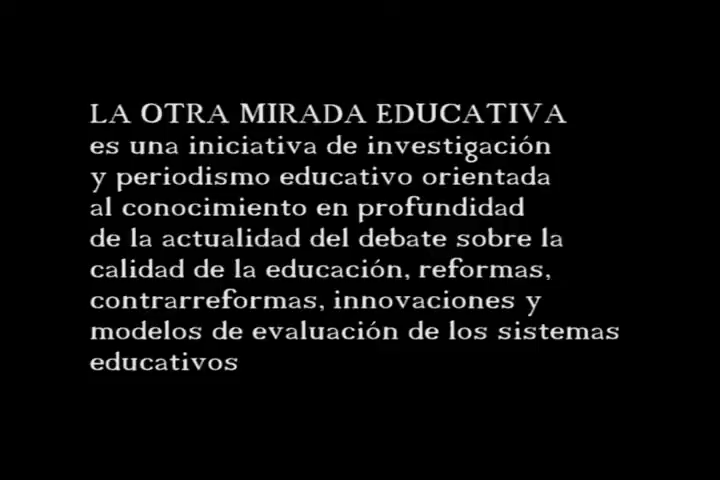 LA OTRA MIRADA EDUCATIVA
es una iniciativa de investigación
y periodismo educativo orientada
al conocimiento en profundidad
de la actualidad del debate sobre la
calidad de la educación, reformas,
contrarreformas, innovaciones y
modelos de evaluación de los sistemas
educativos